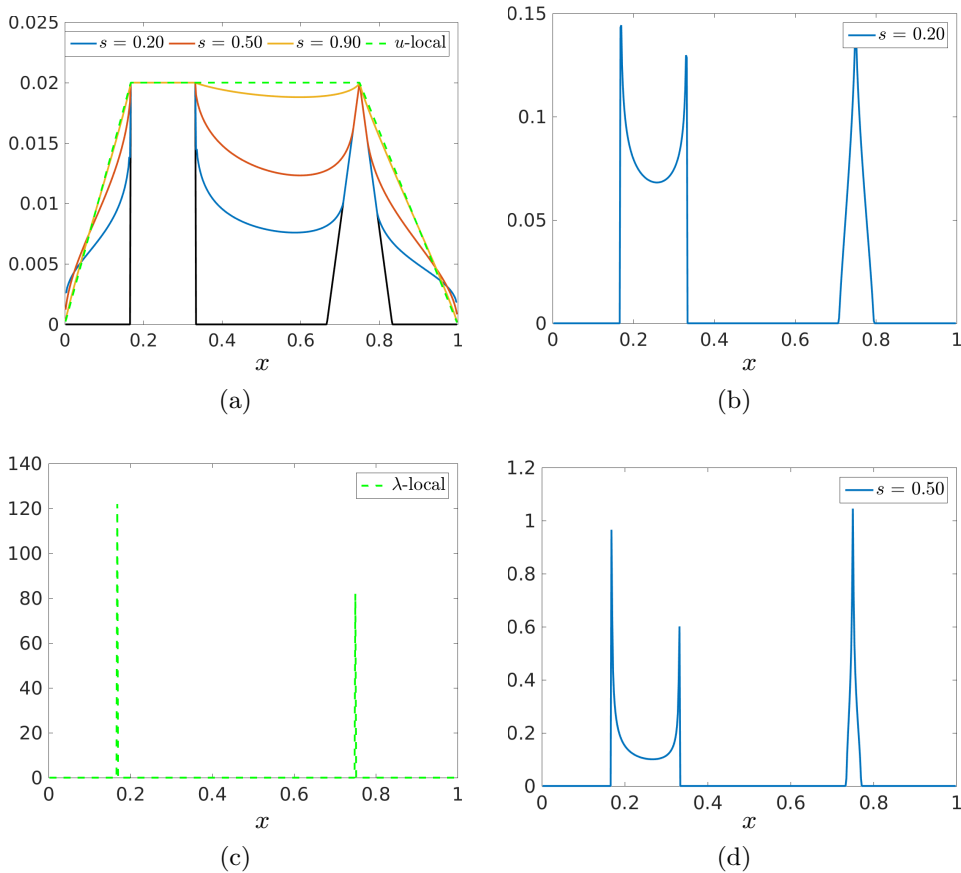 0.025
s = 0.20 s = 0.50 s = 0.90 u-local
0.02
0.015
0.01
0.005
0
0 0.2 0.4 0.6 0.8 1
x
(a)
0.15
s = 0.20
0.1
0.05
0
0 0.2 0.4 0.6 0.8 1
x
(b)
140
λ-local
120
100
80
60
40
20
0
0 0.2 0.4 0.6 0.8 1
x
(c)
1.2
s = 0.50
1
0.8
0.6
0.4
0.2
0
0 0.2 0.4 0.6 0.8 1
x
(d)